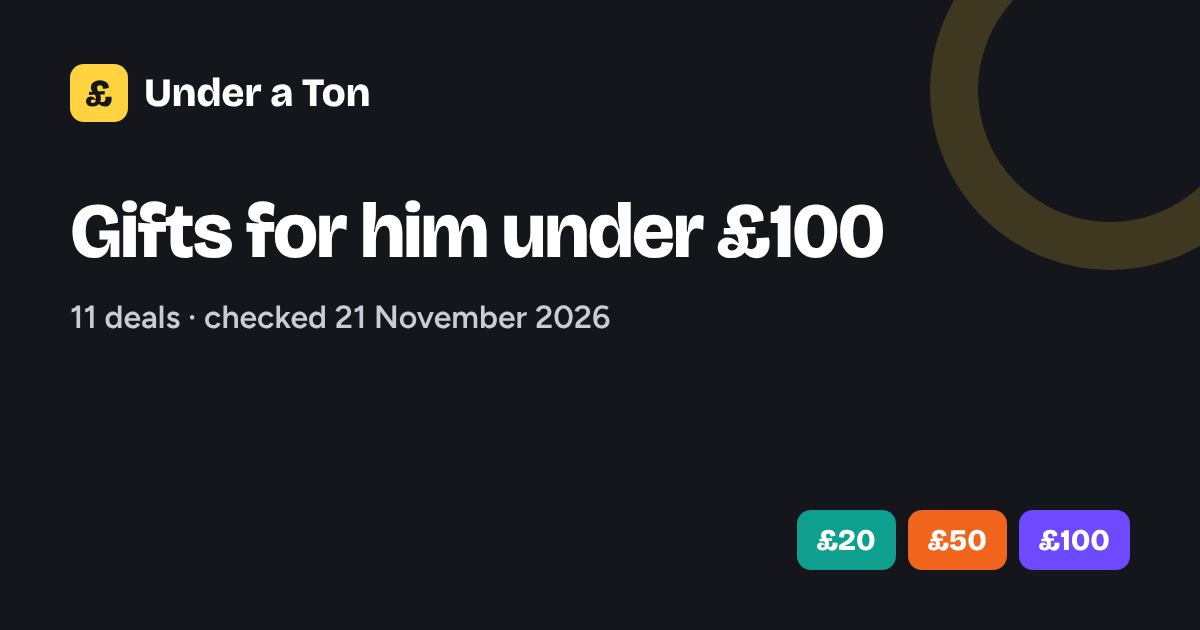 £ Under a Ton
Gifts for him under £100
11 deals · checked 21 November 2026
£20 £50 £100